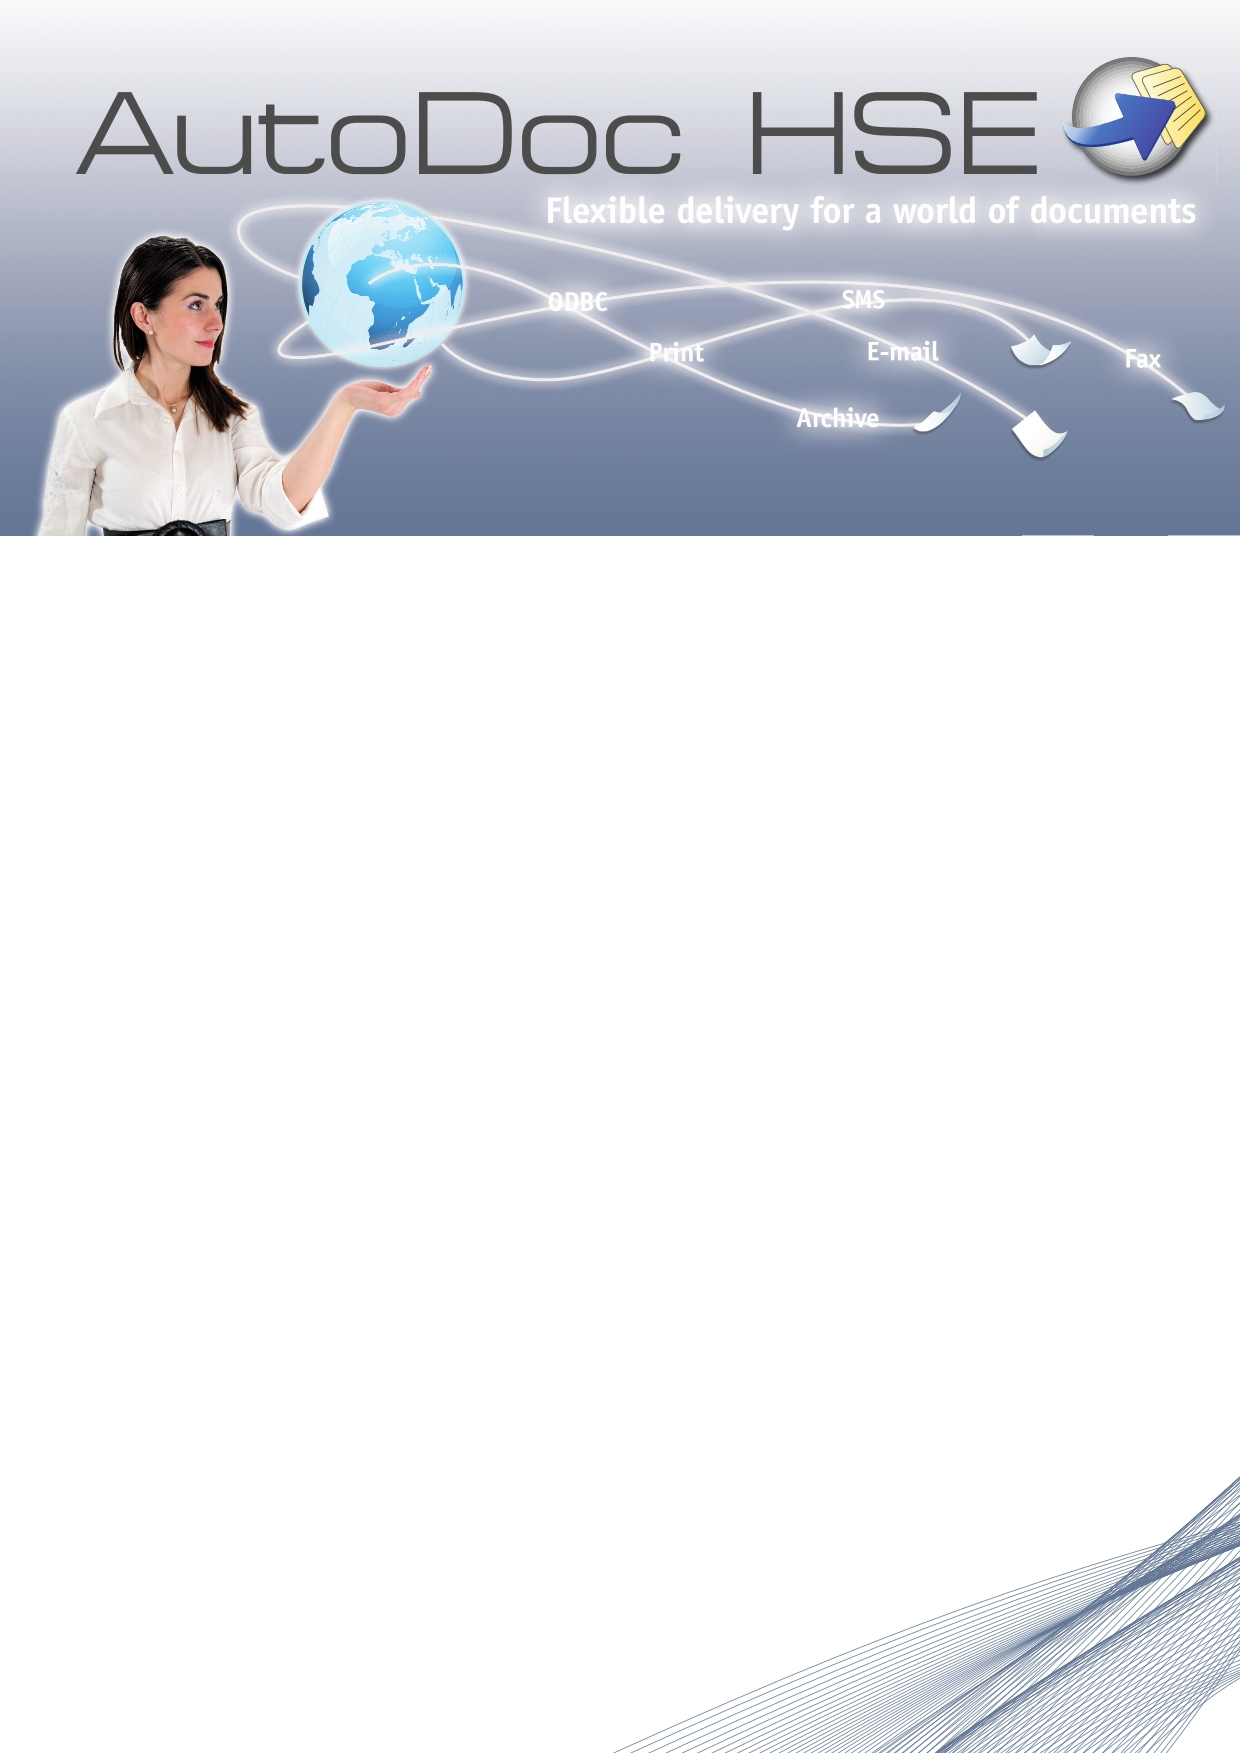 AutoDoc HSE
Flexible delivery for a world of documents
ODBC
SMS
Print
E-mail
Fax
Archive